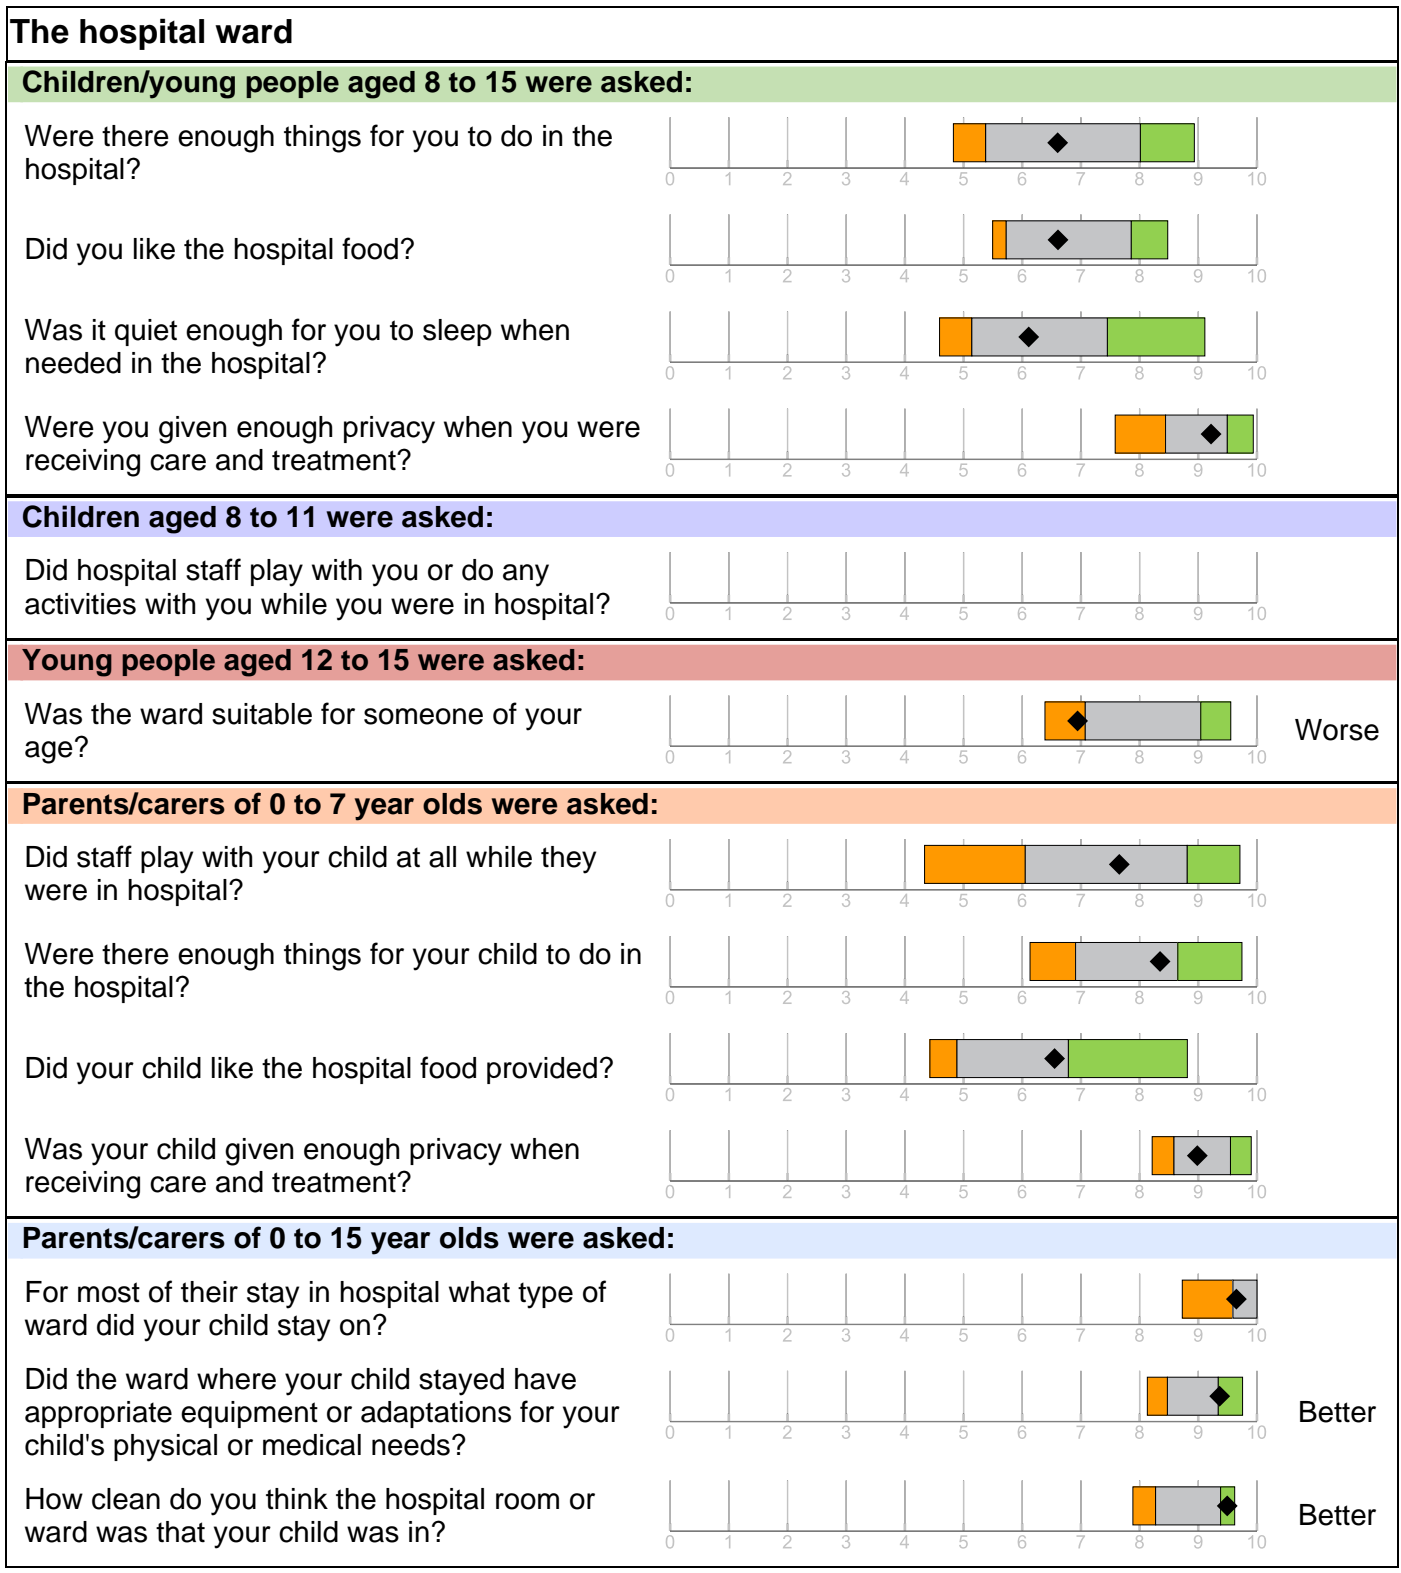 The hospital ward
Children/young people aged 8 to 15 were asked:
Were there enough things for you to do in the
hospital?
0 1 2 3 4 5 6 7 8 9 10
Did you like the hospital food?
0 1 2 3 4 5 6 7 8 9 10
Was it quiet enough for you to sleep when
needed in the hospital?
0 1 2 3 4 5 6 7 8 9 10
Were you given enough privacy when you were
receiving care and treatment?
0 1 2 3 4 5 6 7 8 9 10
Children aged 8 to 11 were asked:
Did hospital staff play with you or do any
activities with you while you were in hospital?
0 1 2 3 4 5 6 7 8 9 10
Young people aged 12 to 15 were asked:
Was the ward suitable for someone of your
age?
0 1 2 3 4 5 6 7 8 9 10
Worse
Parents/carers of 0 to 7 year olds were asked:
Did staff play with your child at all while they
were in hospital?
0 1 2 3 4 5 6 7 8 9 10
Were there enough things for your child to do in
the hospital?
0 1 2 3 4 5 6 7 8 9 10
Did your child like the hospital food provided?
0 1 2 3 4 5 6 7 8 9 10
Was your child given enough privacy when
receiving care and treatment?
0 1 2 3 4 5 6 7 8 9 10
Parents/carers of 0 to 15 year olds were asked:
For most of their stay in hospital what type of
ward did your child stay on?
0 1 2 3 4 5 6 7 8 9 10
Did the ward where your child stayed have
appropriate equipment or adaptations for your
child's physical or medical needs?
0 1 2 3 4 5 6 7 8 9 10
Better
How clean do you think the hospital room or
ward was that your child was in?
0 1 2 3 4 5 6 7 8 9 10
Better